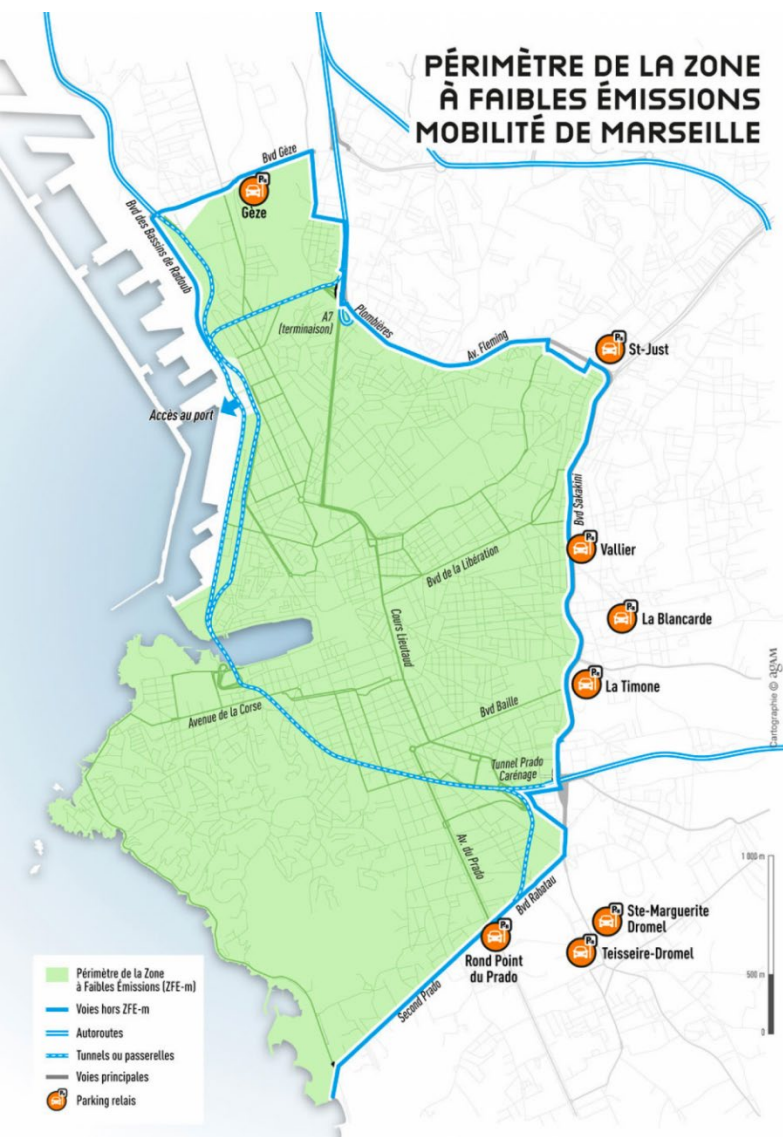 PÉRIMÈTRE DE LA ZONE
À FAIBLES ÉMISSIONS
MOBILITÉ DE MARSEILLE
Bvd Gèze
P+R
Gèze
Bvd des Bassins de Radoub
A7
(terminaison)
Plombières
Av. Fleming
P+R
St-Just
Accès au port
Bvd Sakakini
P+R
Vallier
Bvd de la Libération
P+R
La Blancarde
Cours Lieutaud
P+R
La Timone
Avenue de la Corse
Bvd Baille
Tunnel Prado
Carénage
Cartographie © agam
Av. du Prado
1 000 m
500 m
0
Bvd Rabatau
P+R
Ste-Marguerite
Dromel
P+R
Teisseire-Dromel
P+R
Rond Point
du Prado
Second Prado
Périmètre de la Zone
à Faibles Émissions (ZFE-m)
Voies hors ZFE-m
Autoroutes
Tunnels ou passerelles
Voies principales
Parking relais